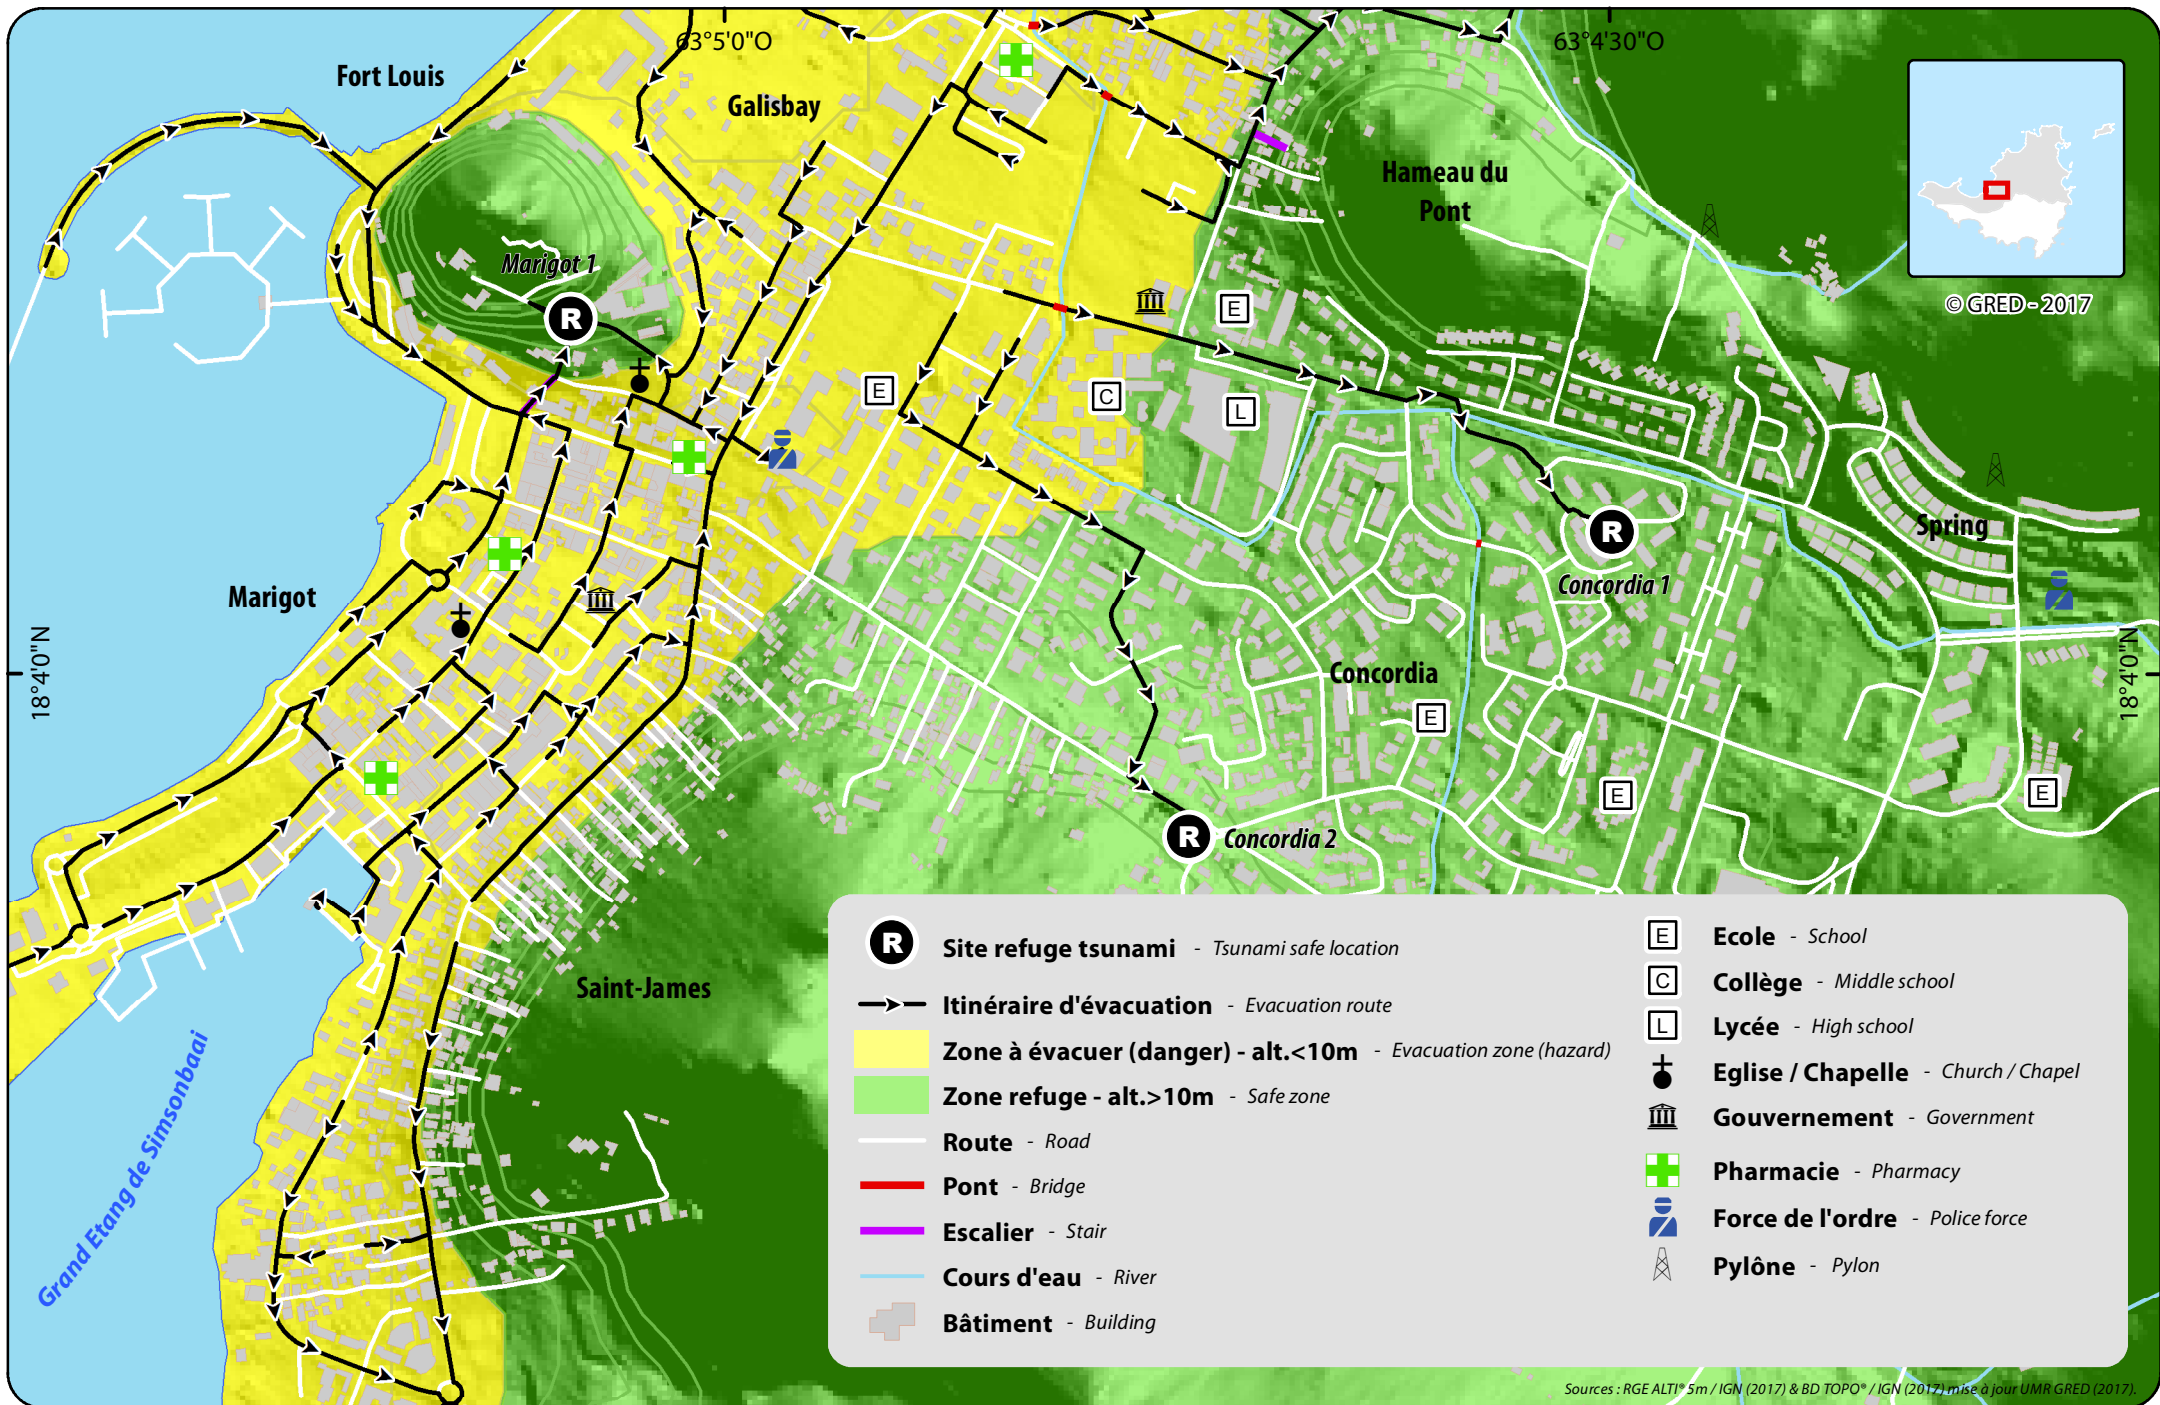 63°5'0"O
63°4'30"O
Fort Louis
Galisbay
Hameau du
Pont
Marigot 1
R
© GRED - 2017
E
E
C
L
R
Spring
Concordia 1
Marigot
18°4'0"N
18°4'0"N
Concordia
E
E
E
R
Concordia 2
Saint-James
Grand Etang de Simsonbaai
R Site refuge tsunami - Tsunami safe location
Itinéraire d'évacuation - Evacuation route
Zone à évacuer (danger) - alt.<10m - Evacuation zone (hazard)
Zone refuge - alt.>10m - Safe zone
Route - Road
Pont - Bridge
Escalier - Stair
Cours d'eau - River
Bâtiment - Building
E Ecole - School
C Collège - Middle school
L Lycée - High school
Eglise / Chapelle - Church / Chapel
Gouvernement - Government
Pharmacie - Pharmacy
Force de l'ordre - Police force
Pylône - Pylon
Sources : RGE ALTI® 5m / IGN (2017) & BD TOPO® / IGN (2017) mise à jour UMR GRED (2017).